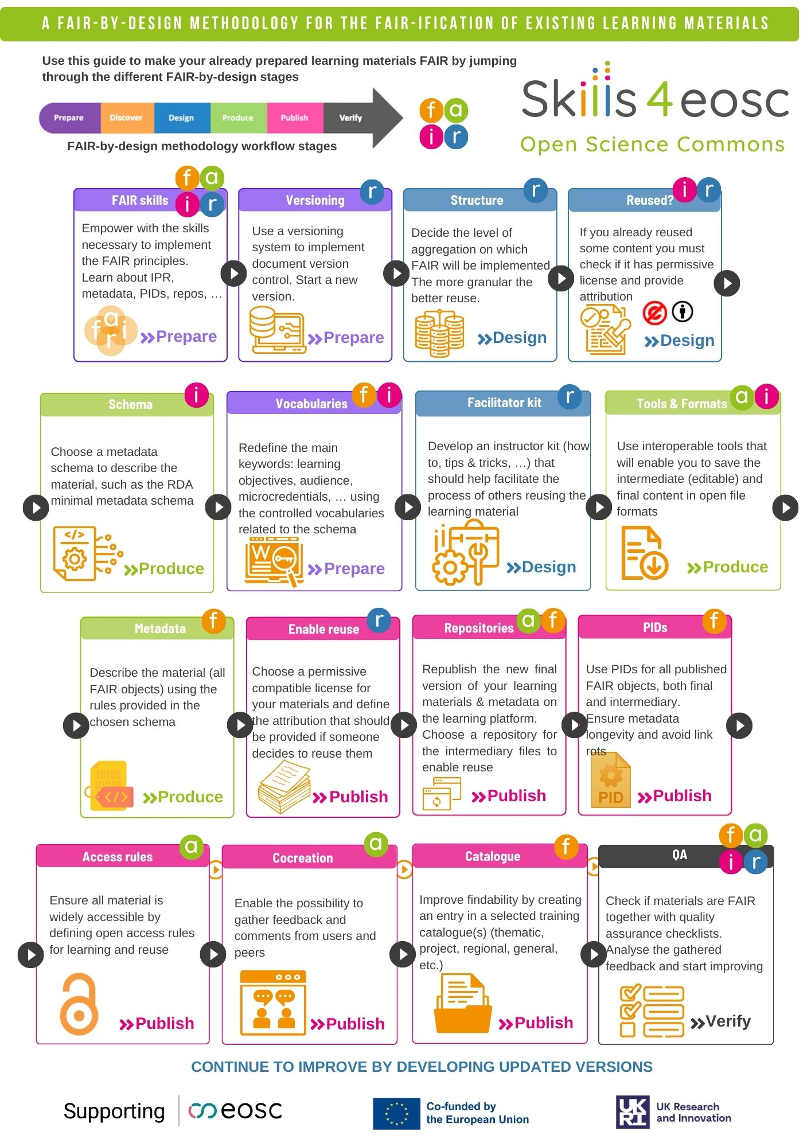 A FAIR-BY-DESIGN METHODOLOGY FOR THE FAIR-IFICATION OF EXISTING LEARNING MATERIALS
Use this guide to make your already prepared learning materials FAIR by jumping
through the different FAIR-by-design stages
Prepare
Discover
Design
Produce
Publish
Verify
FAIR-by-design methodology workflow stages
f a
i r
Skills 4 eosc
Open Science Commons
FAIR skills
f a
i r
Empower with the skills
necessary to implement
the FAIR principles.
Learn about IPR,
metadata, PIDs, repos, ...
f a i r
»Prepare
Versioning
r
Use a versioning
system to implement
document version
control. Start a new
version.
»Prepare
Structure
r
Decide the level of
aggregation on which
FAIR will be implemented
The more granular the
better reuse.
»Design
Reused?
i r
If you already reused
some content you must
check if it has permissive
license and provide
attribution
»Design
Schema
i
Choose a metadata
schema to describe the
material, such as the RDA
minimal metadata schema
</>
»Produce
Vocabularies
f i
Redefine the main
keywords: learning
objectives, audience,
microcredentials, ... using
the controlled vocabularies
related to the schema
W
»Prepare
Facilitator kit
r
Develop an instructor kit (how
to, tips & tricks, ...) that
should help facilitate the
process of others reusing the
learning material
»Design
Tools & Formats
a i
Use interoperable tools that
will enable you to save the
intermediate (editable) and
final content in open file
formats
»Produce
Metadata
f
Describe the material (all
FAIR objects) using the
rules provided in the
chosen schema
</>
»Produce
Enable reuse
r
Choose a permissive
compatible license for
your materials and define
the attribution that should
be provided if someone
decides to reuse them
»Publish
Repositories
a f
Republish the new final
version of your learning
materials & metadata on
the learning platform.
Choose a repository for
the intermediary files to
enable reuse
»Publish
PIDs
f
Use PIDs for all published
FAIR objects, both final
and intermediary.
Ensure metadata
longevity and avoid link
rots
PID
»Publish
Access rules
a
Ensure all material is
widely accessible by
defining open access rules
for learning and reuse
»Publish
Cocreation
a
Enable the possibility to
gather feedback and
comments from users and
peers
»Publish
Catalogue
f
Improve findability by creating
an entry in a selected training
catalogue(s) (thematic,
project, regional, general,
etc.)
»Publish
QA
f a
i r
Check if materials are FAIR
together with quality
assurance checklists.
Analyse the gathered
feedback and start improving
»Verify
CONTINUE TO IMPROVE BY DEVELOPING UPDATED VERSIONS
Supporting
eosc
Co-funded by
the European Union
UKRI
UK Research
and Innovation